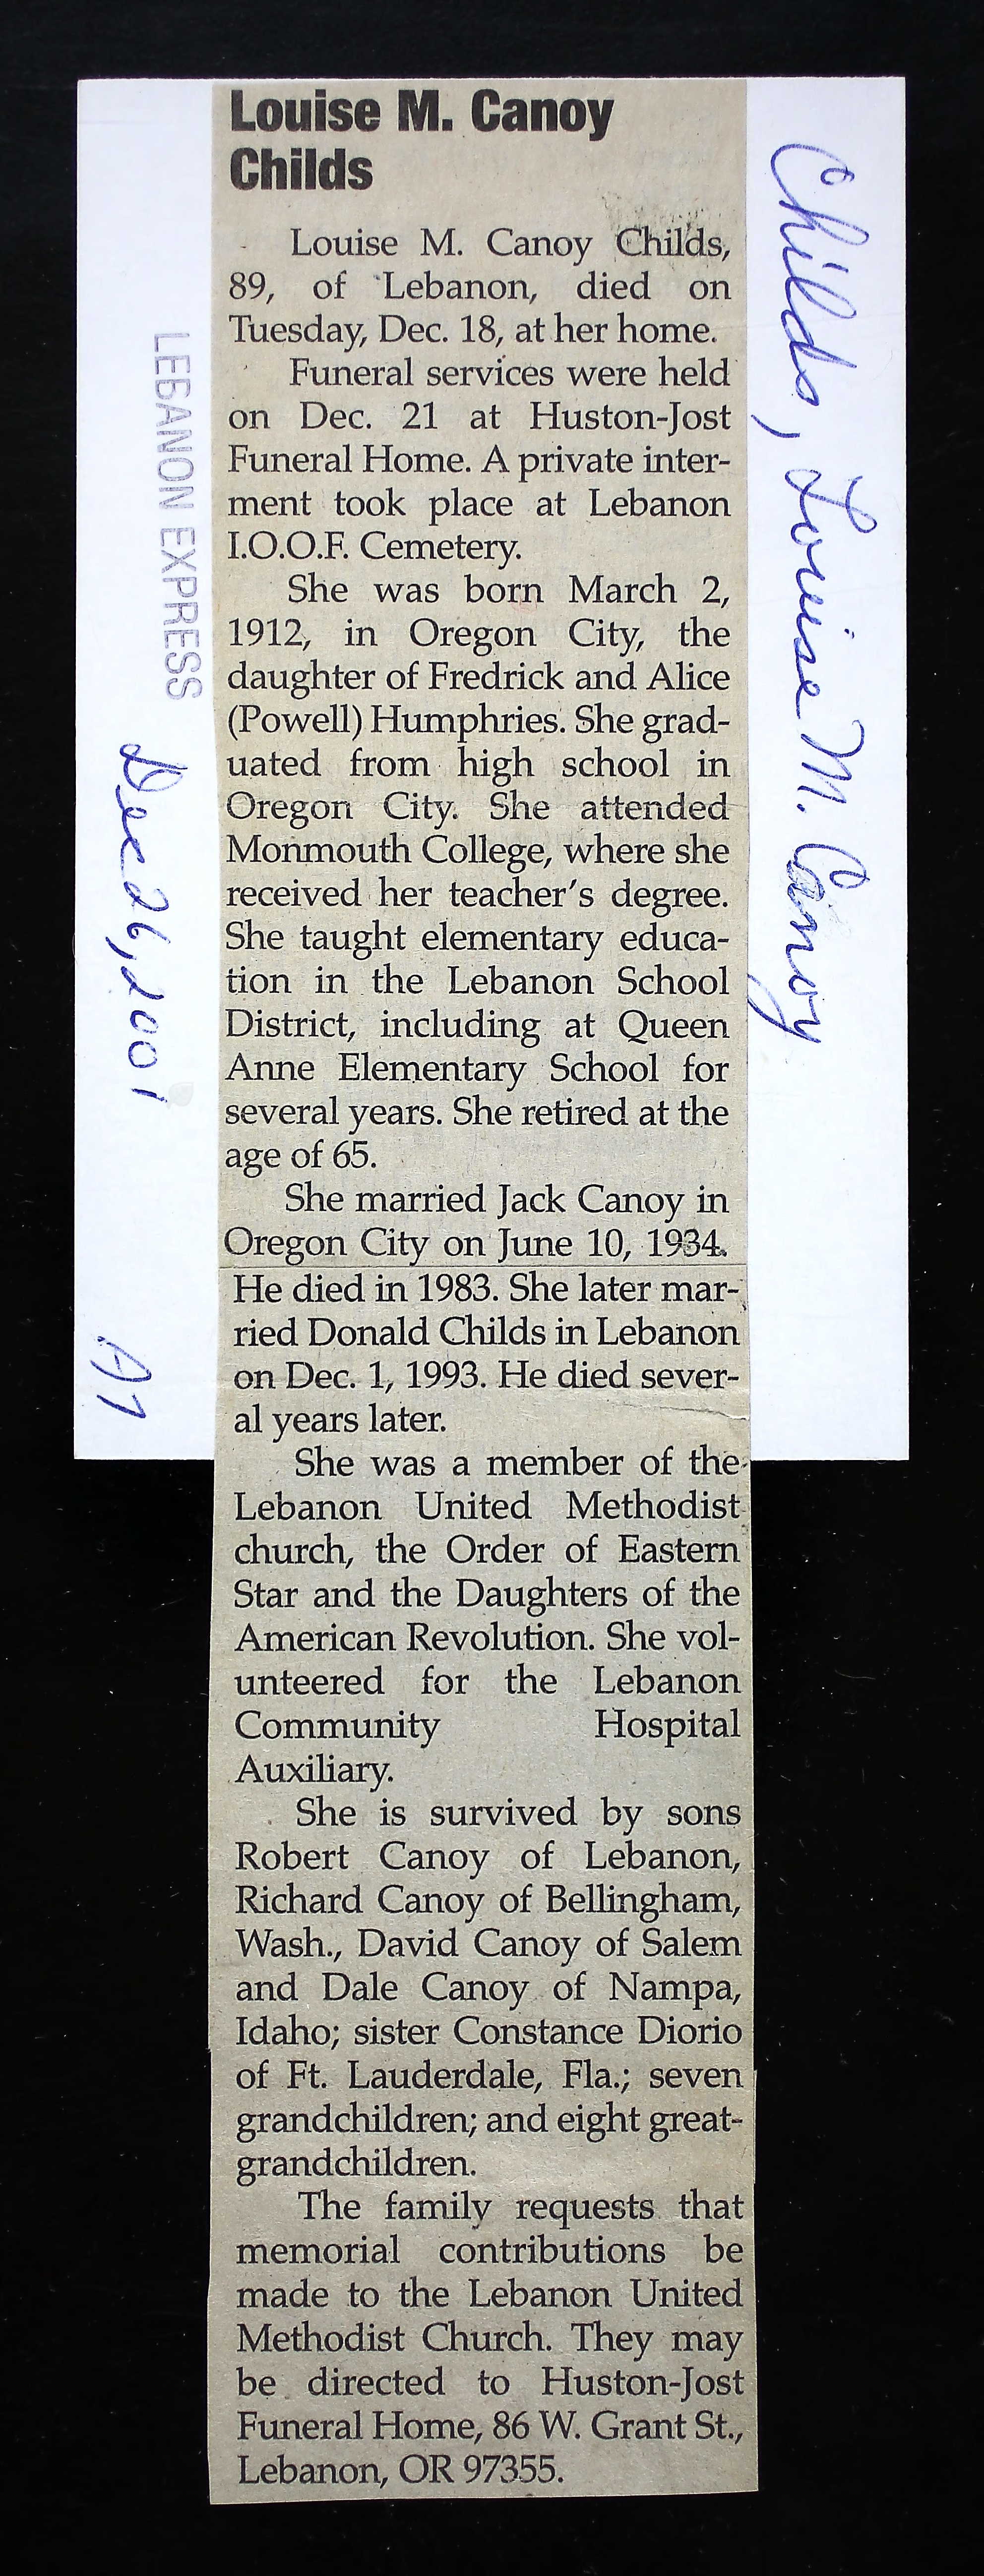 Louise M. Canoy
Childs
Louise M. Canoy Childs,
89, of Lebanon, died on
Tuesday, Dec. 18, at her home.
Funeral services were held
on Dec. 21 at Huston-Jost
Funeral Home. A private inter-
ment took place at Lebanon
I.O.O.F. Cemetery.
She was born March 2,
1912, in Oregon City, the
daughter of Fredrick and Alice
(Powell) Humphries. She grad-
uated from high school in
Oregon City. She attended
Monmouth College, where she
received her teacher's degree.
She taught elementary educa-
tion in the Lebanon School
District, including at Queen
Anne Elementary School for
several years. She retired at the
age of 65.
She married Jack Canoy in
Oregon City on June 10, 1934.
He died in 1983. She later mar-
ried Donald Childs in Lebanon
on Dec. 1, 1993. He died sever-
al years later.
She was a member of the
Lebanon United Methodist
church, the Order of Eastern
Star and the Daughters of the
American Revolution. She vol-
unteered for the Lebanon
Community Hospital
Auxiliary.
She is survived by sons
Robert Canoy of Lebanon,
Richard Canoy of Bellingham,
Wash., David Canoy of Salem
and Dale Canoy of Nampa,
Idaho; sister Constance Diorio
of Ft. Lauderdale, Fla.; seven
grandchildren; and eight great-
grandchildren.
The family requests that
memorial contributions be
made to the Lebanon United
Methodist Church. They may
be directed to Huston-Jost
Funeral Home, 86 W. Grant St.,
Lebanon, OR 97355.
Childs, Louise M. Canoy
LEBANON EXPRESS Dec 26, 2001 A7